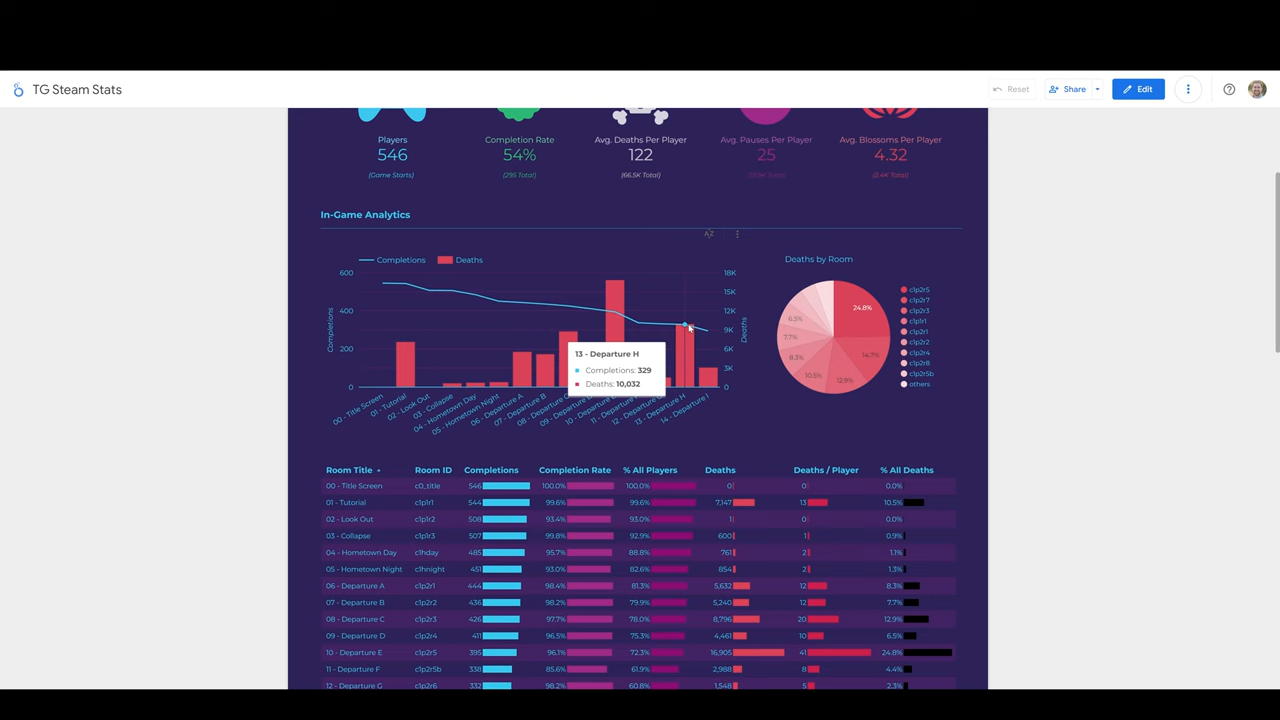 TG Steam Stats
Reset
Share
Edit
Players
Completion Rate
Avg. Deaths Per Player
Avg. Pauses Per Player
Avg. Blossoms Per Player
546
54%
122
25
4.32
(Game Starts)
(295 Total)
(66.5K Total)
(2.4K Total)
In-Game Analytics
Completions
Deaths
Deaths by Room
600
400
200
0
Completions
18K
15K
12K
9K
6K
3K
0
Deaths
13 - Departure H
Completions: 329
Deaths: 10,032
00 - Title Screen
01 - Tutorial
02 - Look Out
03 - Collapse
04 - Hometown Day
05 - Hometown Night
06 - Departure A
07 - Departure B
08 - Departure C
09 - Departure
10 - Departure
11 - Departure
12 - Departure G
13 - Departure H
14 - Departure I
24.8%
14.7%
12.9%
10.5%
8.3%
7.7%
6.5%
c1p2r5
c1p2r7
c1p2r3
c1p1r1
c1p2r1
c1p2r2
c1p2r4
c1p2r8
c1p2r5b
others
Room Title Room ID Completions Completion Rate % All Players Deaths Deaths / Player % All Deaths
00 - Title Screen c0_title 546 100.0% 100.0% 0 0 0.0%
01 - Tutorial c1p1r1 544 99.6% 99.6% 7,147 13 10.5%
02 - Look Out c1p1r2 508 93.4% 93.0% 1 0 0.0%
03 - Collapse c1p1r3 507 99.8% 92.9% 600 1 0.9%
04 - Hometown Day c1hday 485 95.7% 88.8% 761 2 1.1%
05 - Hometown Night c1hnight 451 93.0% 82.6% 854 2 1.3%
06 - Departure A c1p2r1 444 98.4% 81.3% 5,632 12 8.3%
07 - Departure B c1p2r2 436 98.2% 79.9% 5,240 12 7.7%
08 - Departure C c1p2r3 426 97.7% 78.0% 8,796 20 12.9%
09 - Departure D c1p2r4 411 96.5% 75.3% 4,461 10 6.5%
10 - Departure E c1p2r5 395 96.1% 72.3% 16,905 41 24.8%
11 - Departure F c1p2r5b 338 85.6% 61.9% 2,988 8 4.4%
12 - Departure G c1p2r6 332 98.2% 60.8% 1,548 5 2.3%